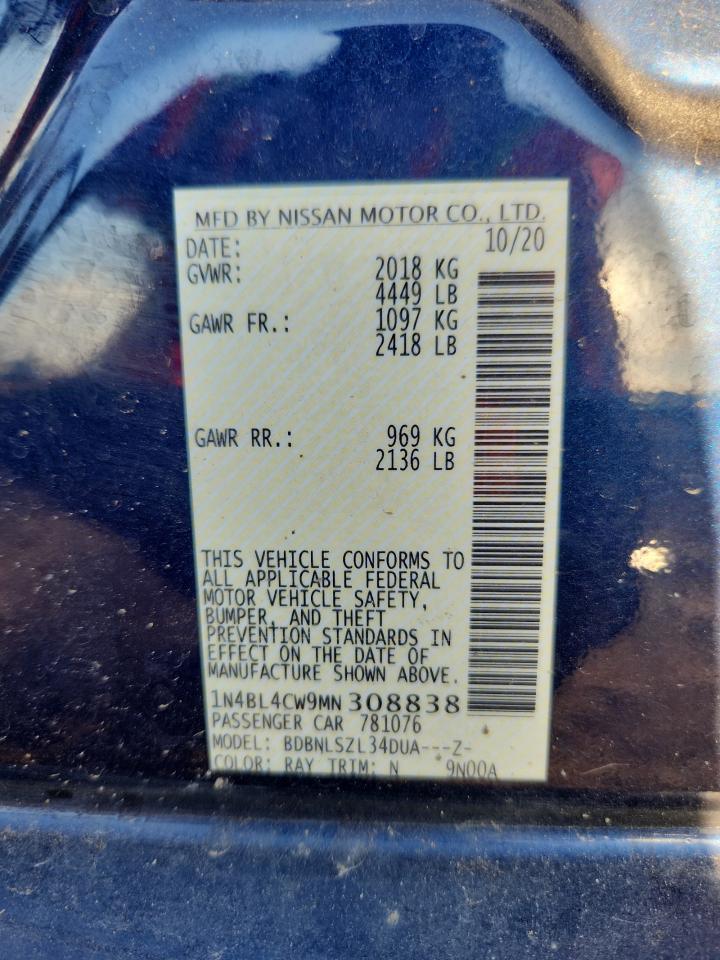 MFD BY NISSAN MOTOR CO., LTD.
DATE: 10/20
GVWR: 2018 KG
4449 LB
GAWR FR.: 1097 KG
2418 LB
GAWR RR.: 969 KG
2136 LB
THIS VEHICLE CONFORMS TO
ALL APPLICABLE FEDERAL
MOTOR VEHICLE SAFETY,
BUMPER, AND THEFT
PREVENTION STANDARDS IN
EFFECT ON THE DATE OF
MANUFACTURE SHOWN ABOVE.
1N4BL4CW9MN308838
PASSENGER CAR 781076
MODEL: BDBNLSZL34DUA---Z-
COLOR: RAY TRIM: N 9N00A